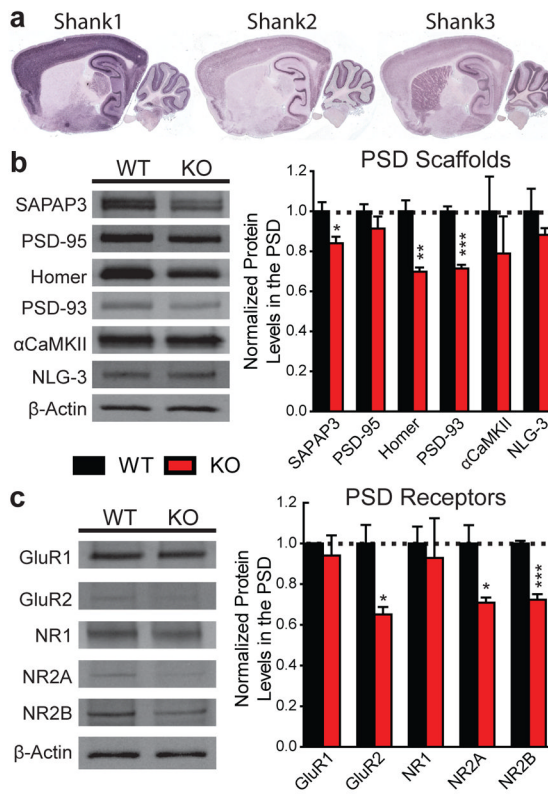 a
Shank1 Shank2 Shank3
b
WT KO
SAPAP3
PSD-95
Homer
PSD-93
αCaMKII
NLG-3
β-Actin
PSD Scaffolds
Normalized Protein
Levels in the PSD
1.2
1.0
0.8
0.6
0.4
0.2
0.0
*
**
***
SAPAP3 PSD-95 Homer PSD-93 αCaMKII NLG-3
WT KO
c
WT KO
GluR1
GluR2
NR1
NR2A
NR2B
β-Actin
PSD Receptors
Normalized Protein
Levels in the PSD
1.2
1.0
0.8
0.6
0.4
0.2
0.0
*
*
***
GluR1 GluR2 NR1 NR2A NR2B